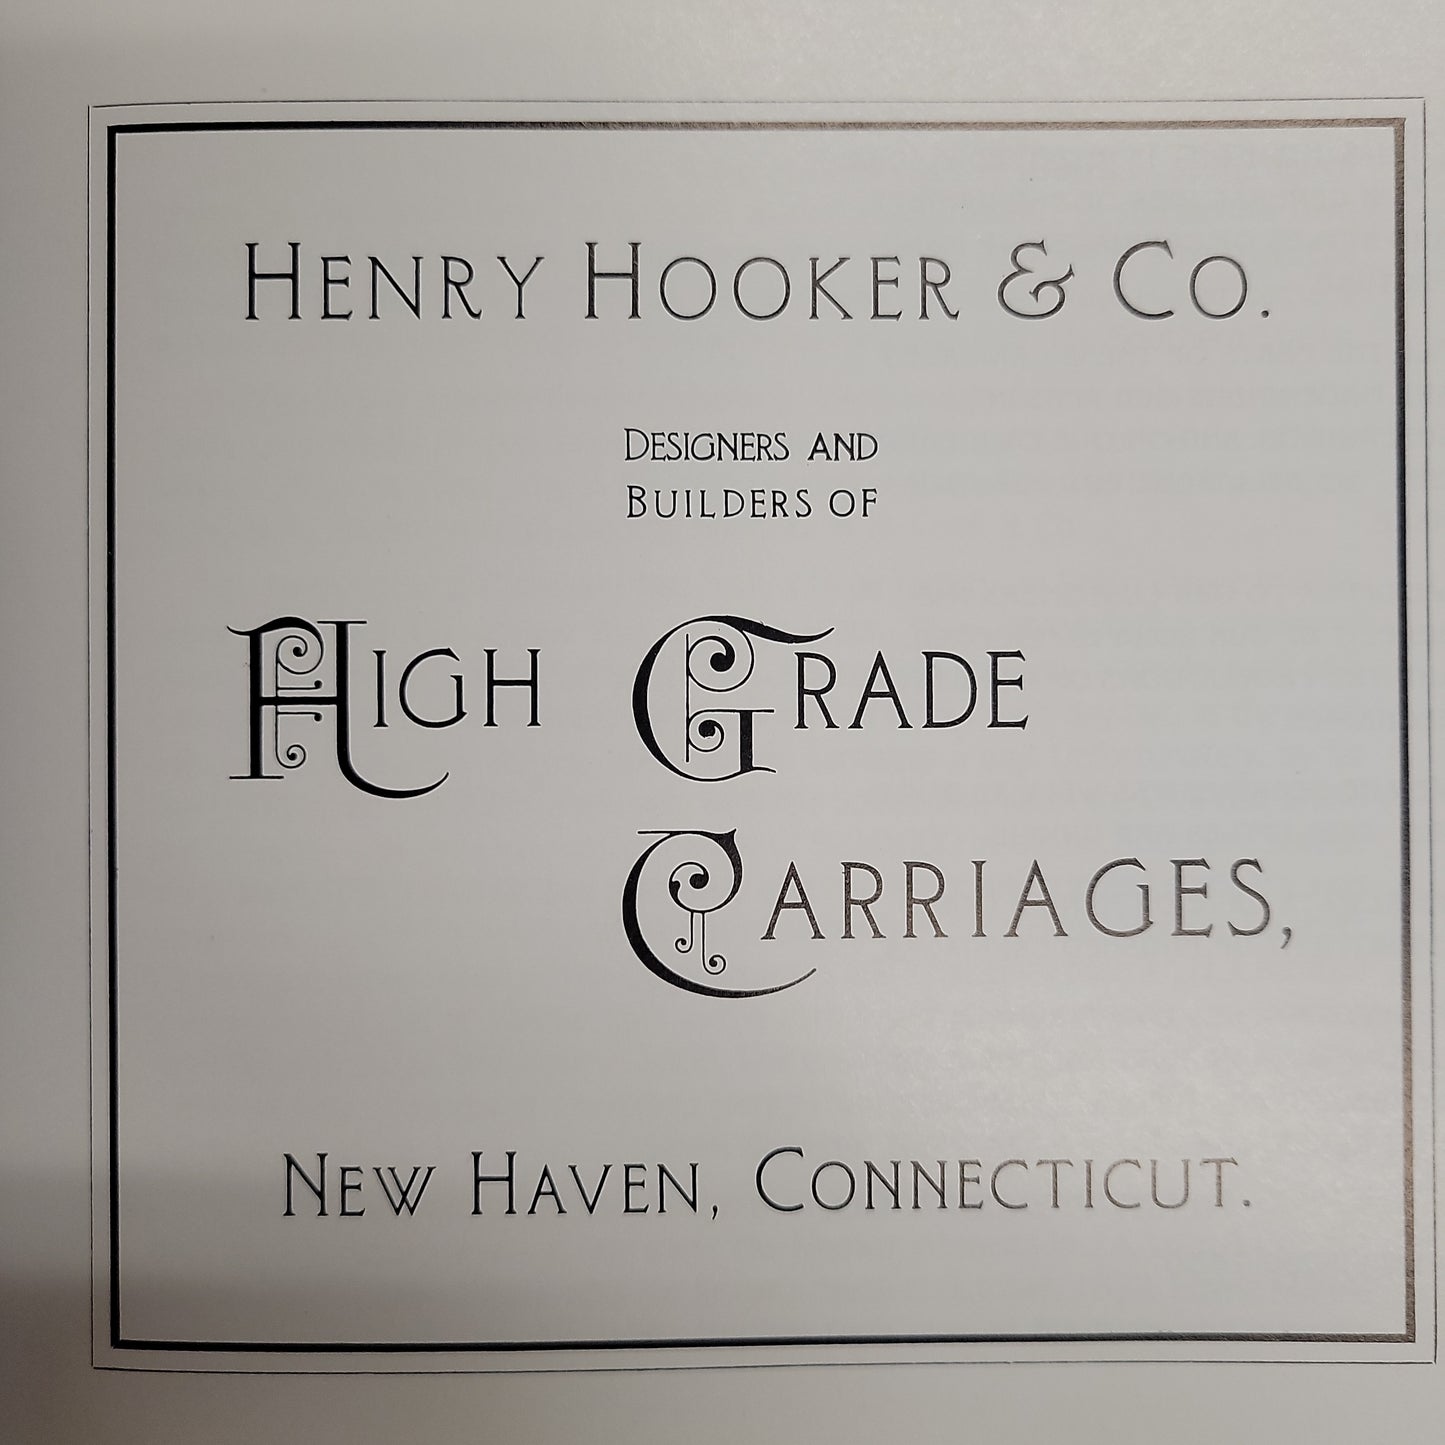 HENRY HOOKER & CO.
DESIGNERS AND
BUILDERS OF
HIGH GRADE
CARRIAGES,
NEW HAVEN, CONNECTICUT.